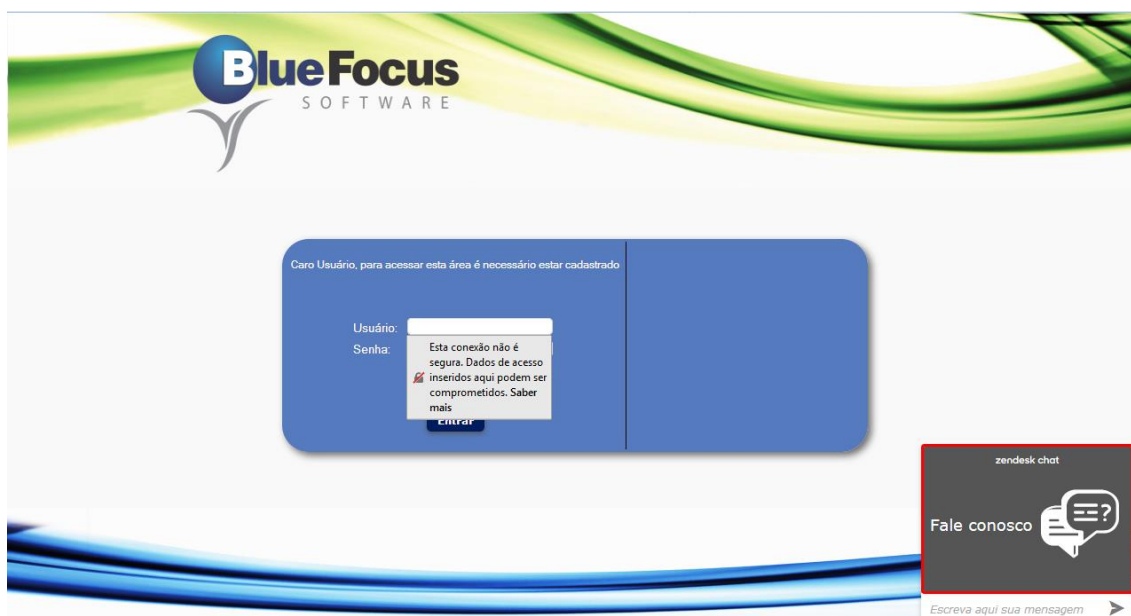 BlueFocus
SOFTWARE
Caro Usuário, para acessar esta área é necessário estar cadastrado
Usuário:
Senha:
Esta conexão não é
segura. Dados de acesso
inseridos aqui podem ser
comprometidos. Saber
mais
Entrar
zendesk chat
Fale conosco
Escreva aqui sua mensagem